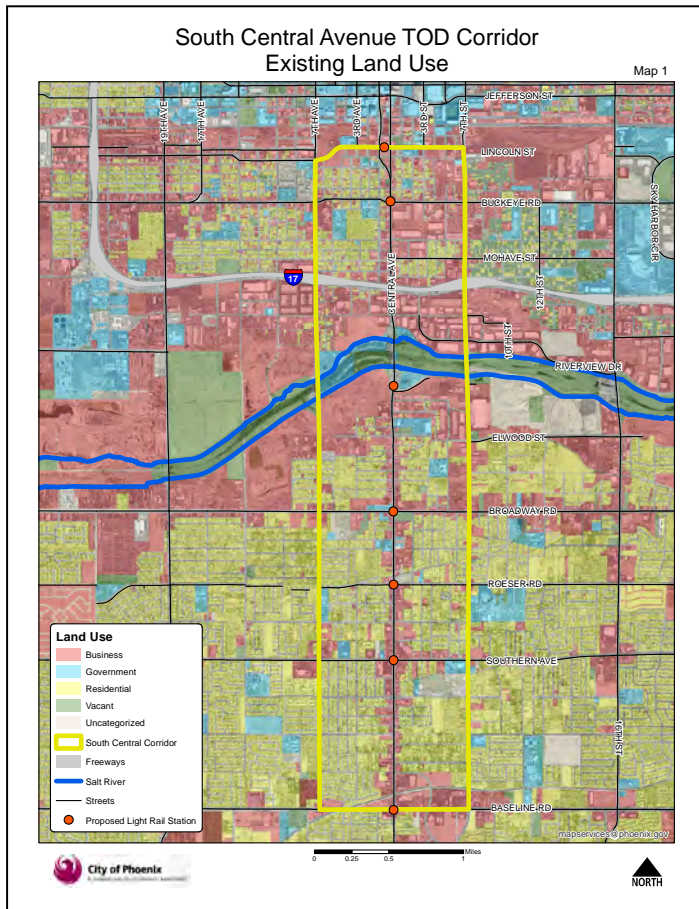 South Central Avenue TOD Corridor
Existing Land Use
Map 1
JEFFERSON ST
19TH AVE
17TH AVE
7TH AVE
3RD AVE
3RD ST
7TH ST
LINCOLN ST
BUCKEYE RD
SKY HARBOR CIR
MOHAVE ST
17
CENTRAL AVE
12TH ST
10TH ST
RIVERVIEW DR
ELWOOD ST
BROADWAY RD
ROESER RD
SOUTHERN AVE
16TH ST
BASELINE RD
Land Use
Business
Government
Residential
Vacant
Uncategorized
South Central Corridor
Freeways
Salt River
Streets
Proposed Light Rail Station
mapservices@phoenix.gov
City of Phoenix
Miles
0 0.25 0.5 1
NORTH